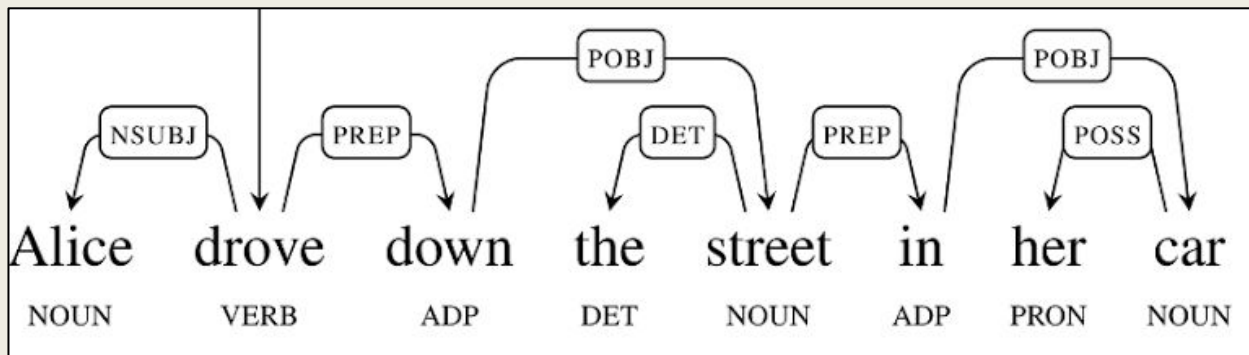 POBJ POBJ
NSUBJ PREP DET PREP POSS
Alice drove down the street in her car
NOUN VERB ADP DET NOUN ADP PRON NOUN